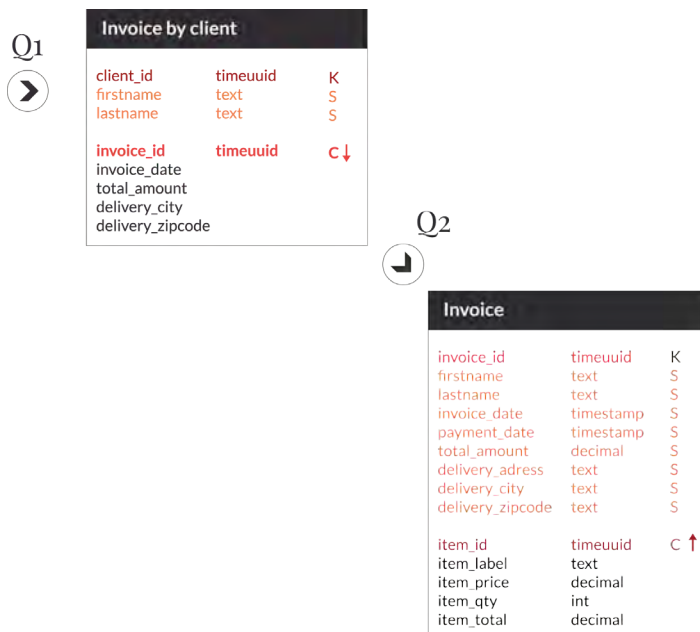 Q1
Invoice by client
client_id timeuuid K
firstname text S
lastname text S
invoice_id timeuuid C↓
invoice_date
total_amount
delivery_city
delivery_zipcode
Q2
Invoice
invoice_id timeuuid K
firstname text S
lastname text S
invoice_date timestamp S
payment_date timestamp S
total_amount decimal S
delivery_adress text S
delivery_city text S
delivery_zipcode text S
item_id timeuuid C ↑
item_label text
item_price decimal
item_qty int
item_total decimal